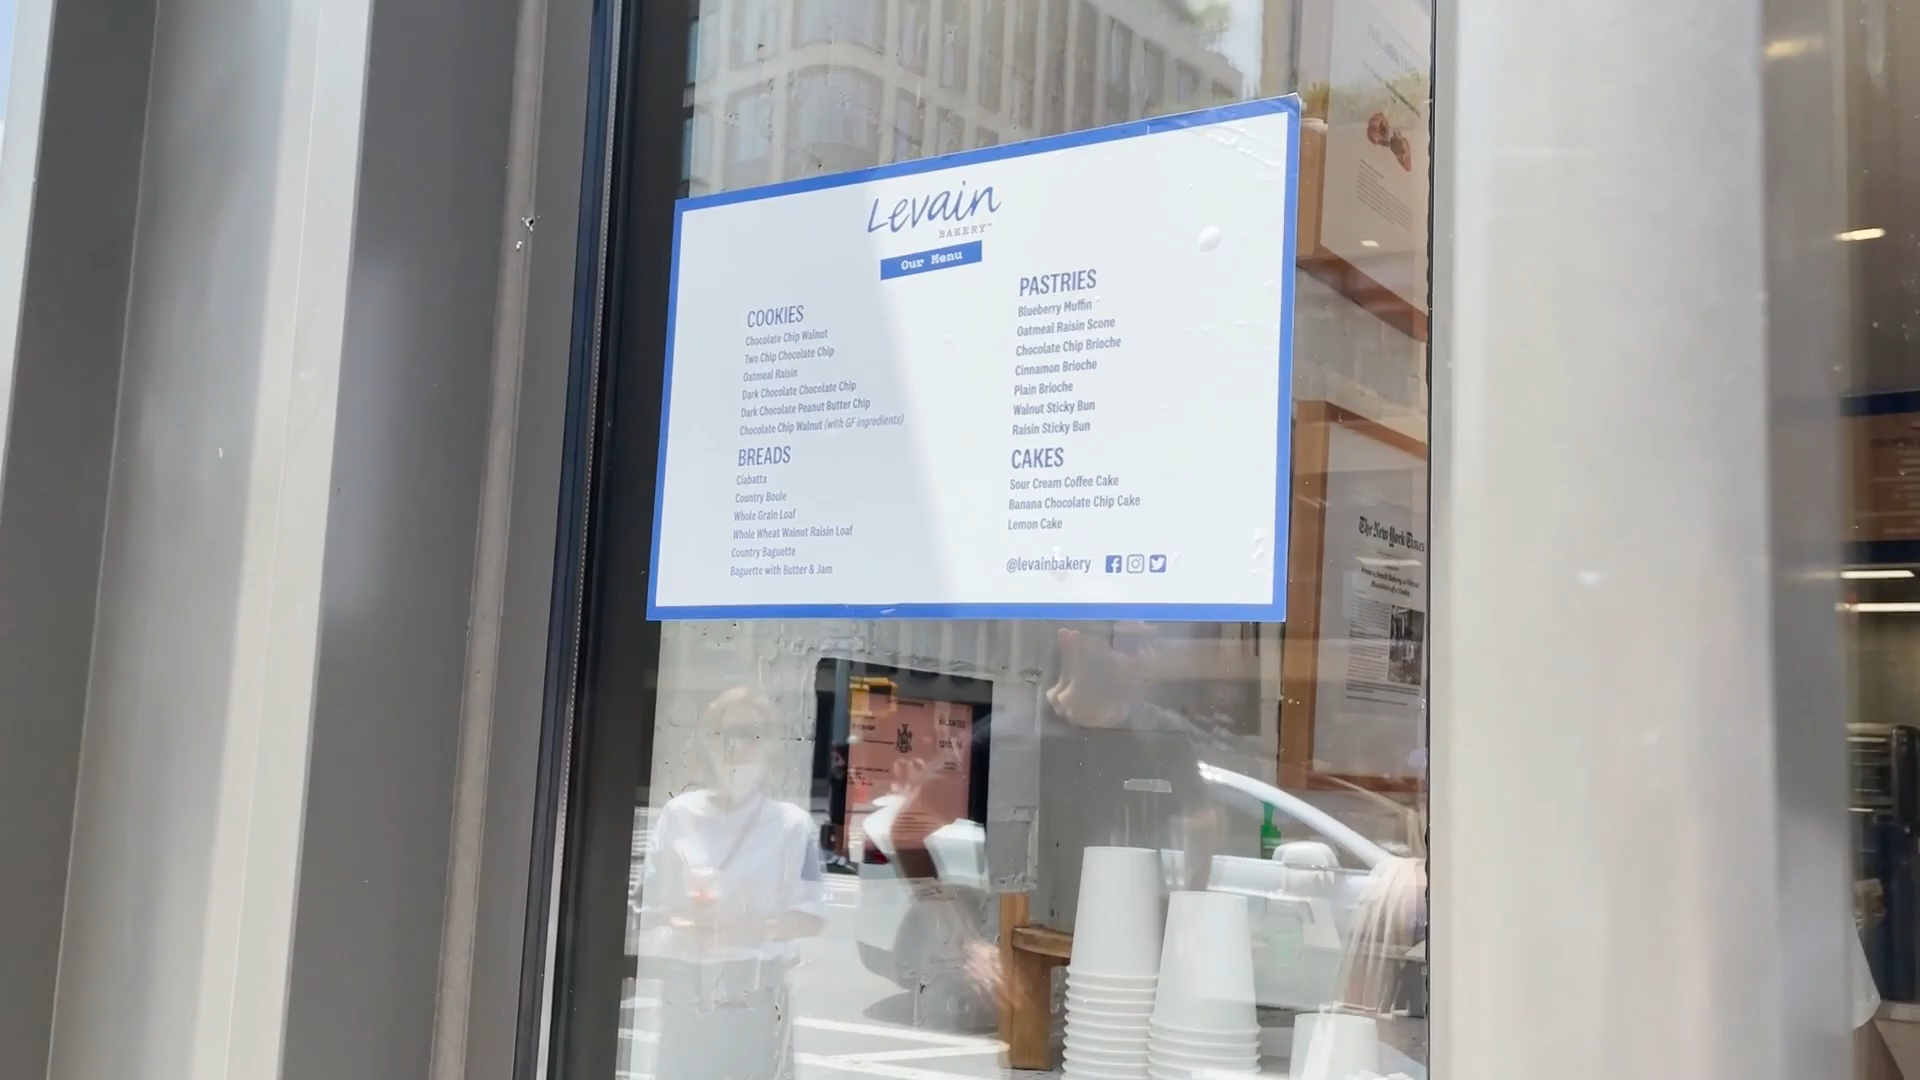 Levain
BAKERY™
Our Menu
COOKIES
Chocolate Chip Walnut
Two Chip Chocolate Chip
Oatmeal Raisin
Dark Chocolate Chocolate Chip
Dark Chocolate Peanut Butter Chip
Chocolate Chip Walnut (with GF ingredients)
BREADS
Ciabatta
Country Boule
Whole Grain Loaf
Whole Wheat Walnut Raisin Loaf
Country Baguette
Baguette with Butter & Jam
PASTRIES
Blueberry Muffin
Oatmeal Raisin Scone
Chocolate Chip Brioche
Cinnamon Brioche
Plain Brioche
Walnut Sticky Bun
Raisin Sticky Bun
CAKES
Sour Cream Coffee Cake
Banana Chocolate Chip Cake
Lemon Cake
@levainbakery
The New York Times